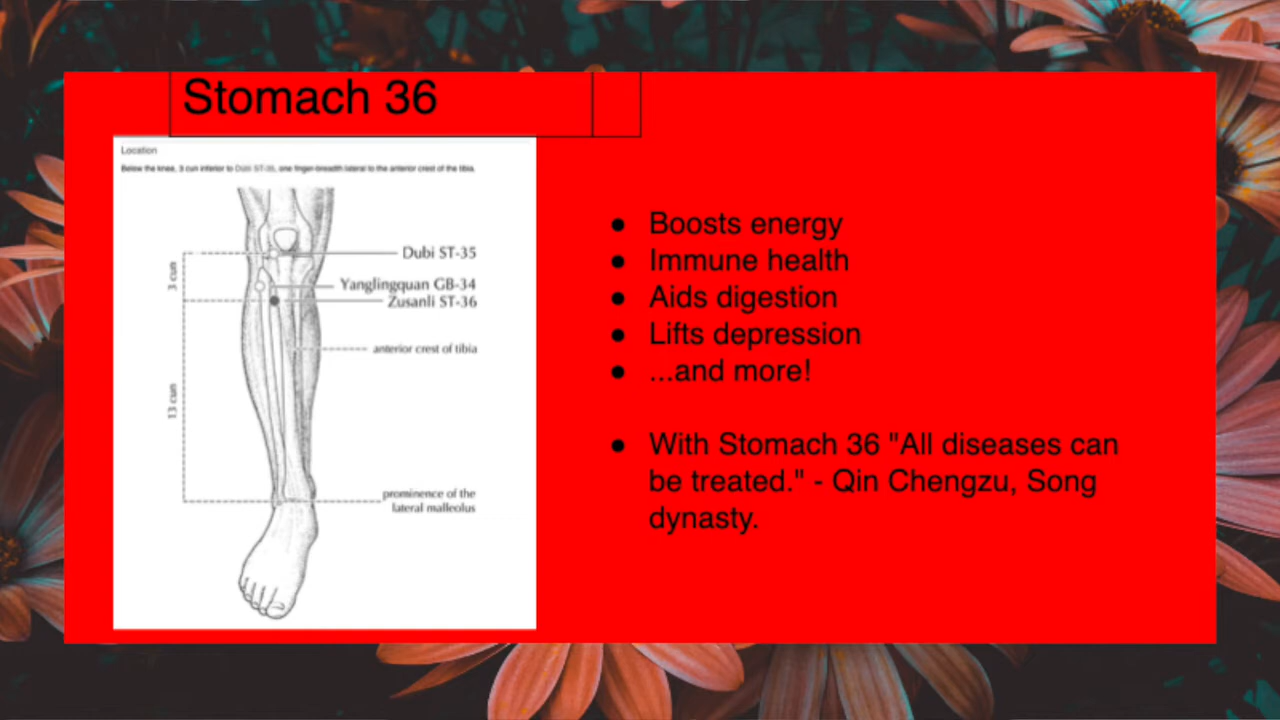 Stomach 36
Location
Below the knee, 3 cun inferior to Dubi ST-35, one finger-breadth lateral to the anterior crest of the tibia.
Dubi ST-35
3 cun
Yanglingquan GB-34
Zusanli ST-36
anterior crest of tibia
13 cun
prominence of the
lateral malleolus
● Boosts energy
● Immune health
● Aids digestion
● Lifts depression
● ...and more!
● With Stomach 36 "All diseases can
be treated." - Qin Chengzu, Song
dynasty.